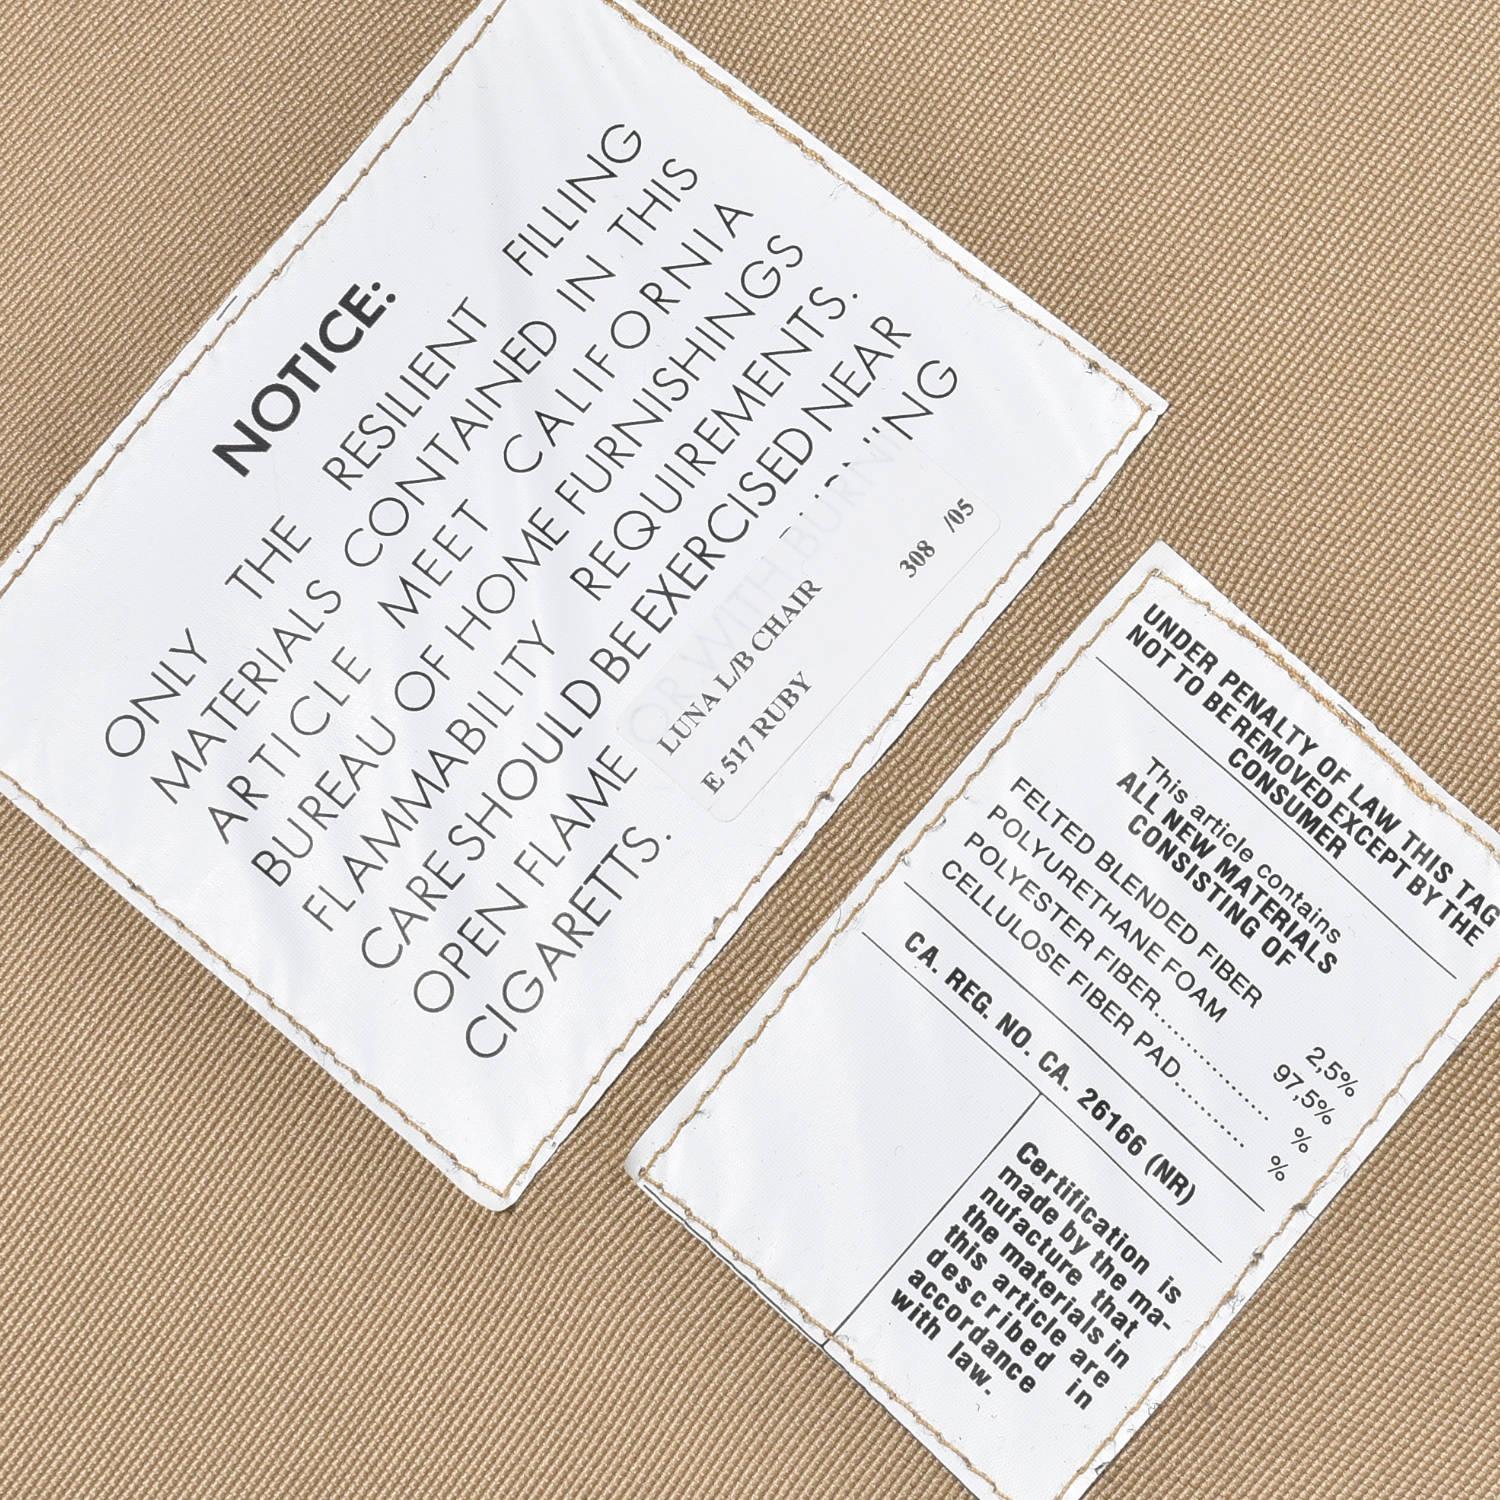 NOTICE:
ONLY THE RESILIENT FILLING
MATERIALS CONTAINED IN THIS
ARTICLE MEET CALIFORNIA
BUREAU OF HOME FURNISHINGS
FLAMMABILITY REQUIREMENTS.
CARE SHOULD BE EXERCISED NEAR
OPEN FLAME OR WITH BURNING
CIGARETTS.
LUNA L/B CHAIR 308 /05
E 517 RUBY
UNDER PENALTY OF LAW THIS TAG
NOT TO BE REMOVED EXCEPT BY THE
CONSUMER
This article contains
ALL NEW MATERIALS
CONSISTING OF
FELTED BLENDED FIBER 2,5%
POLYURETHANE FOAM 97,5%
POLYESTER FIBER.................... %
CELLULOSE FIBER PAD........... %
CA. REG. NO. CA. 26166 (NR)
Certification is
made by the ma-
nufacture that
the materials in
this article are
described in
accordance
with law.